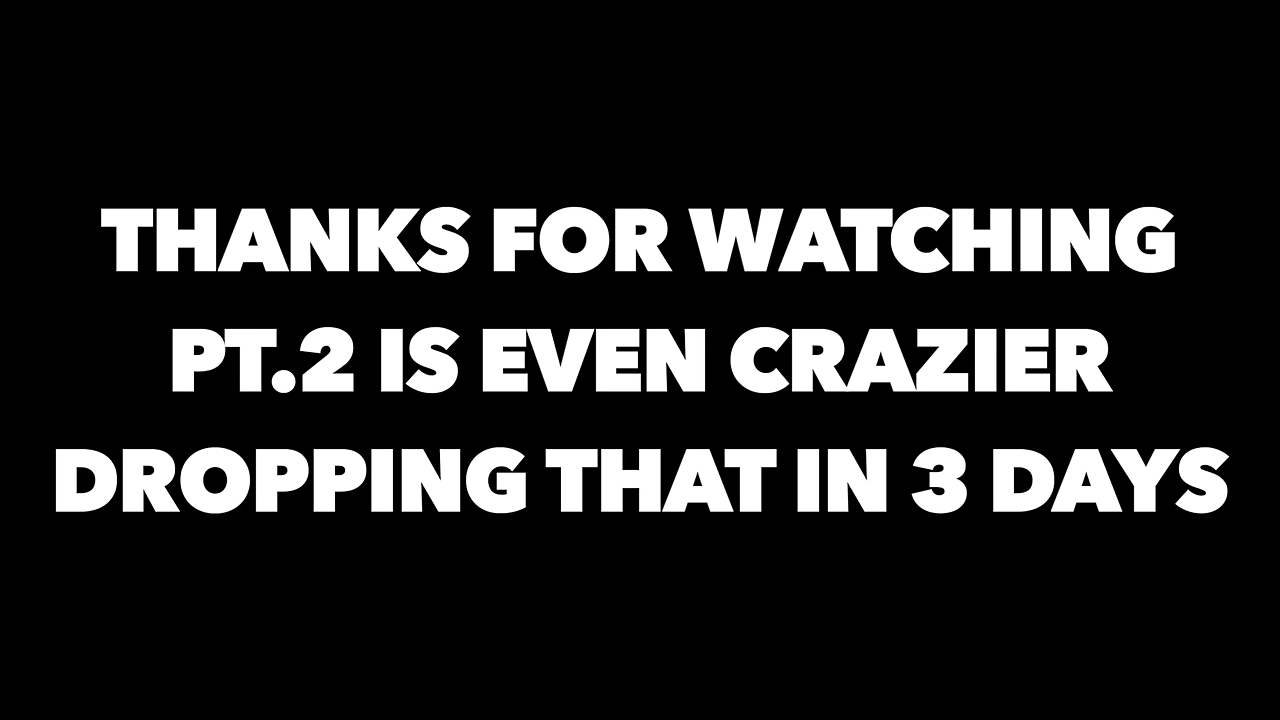 THANKS FOR WATCHING
PT.2 IS EVEN CRAZIER
DROPPING THAT IN 3 DAYS